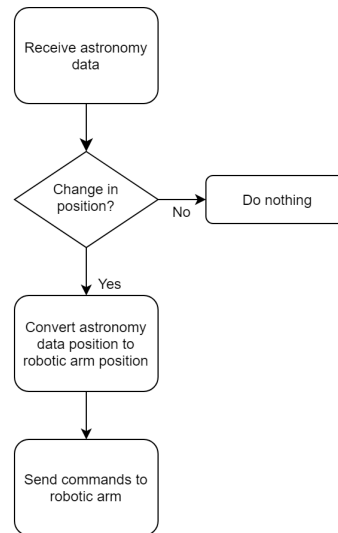 Receive astronomy
data
Change in
position?
No
Do nothing
Yes
Convert astronomy
data position to
robotic arm position
Send commands to
robotic arm